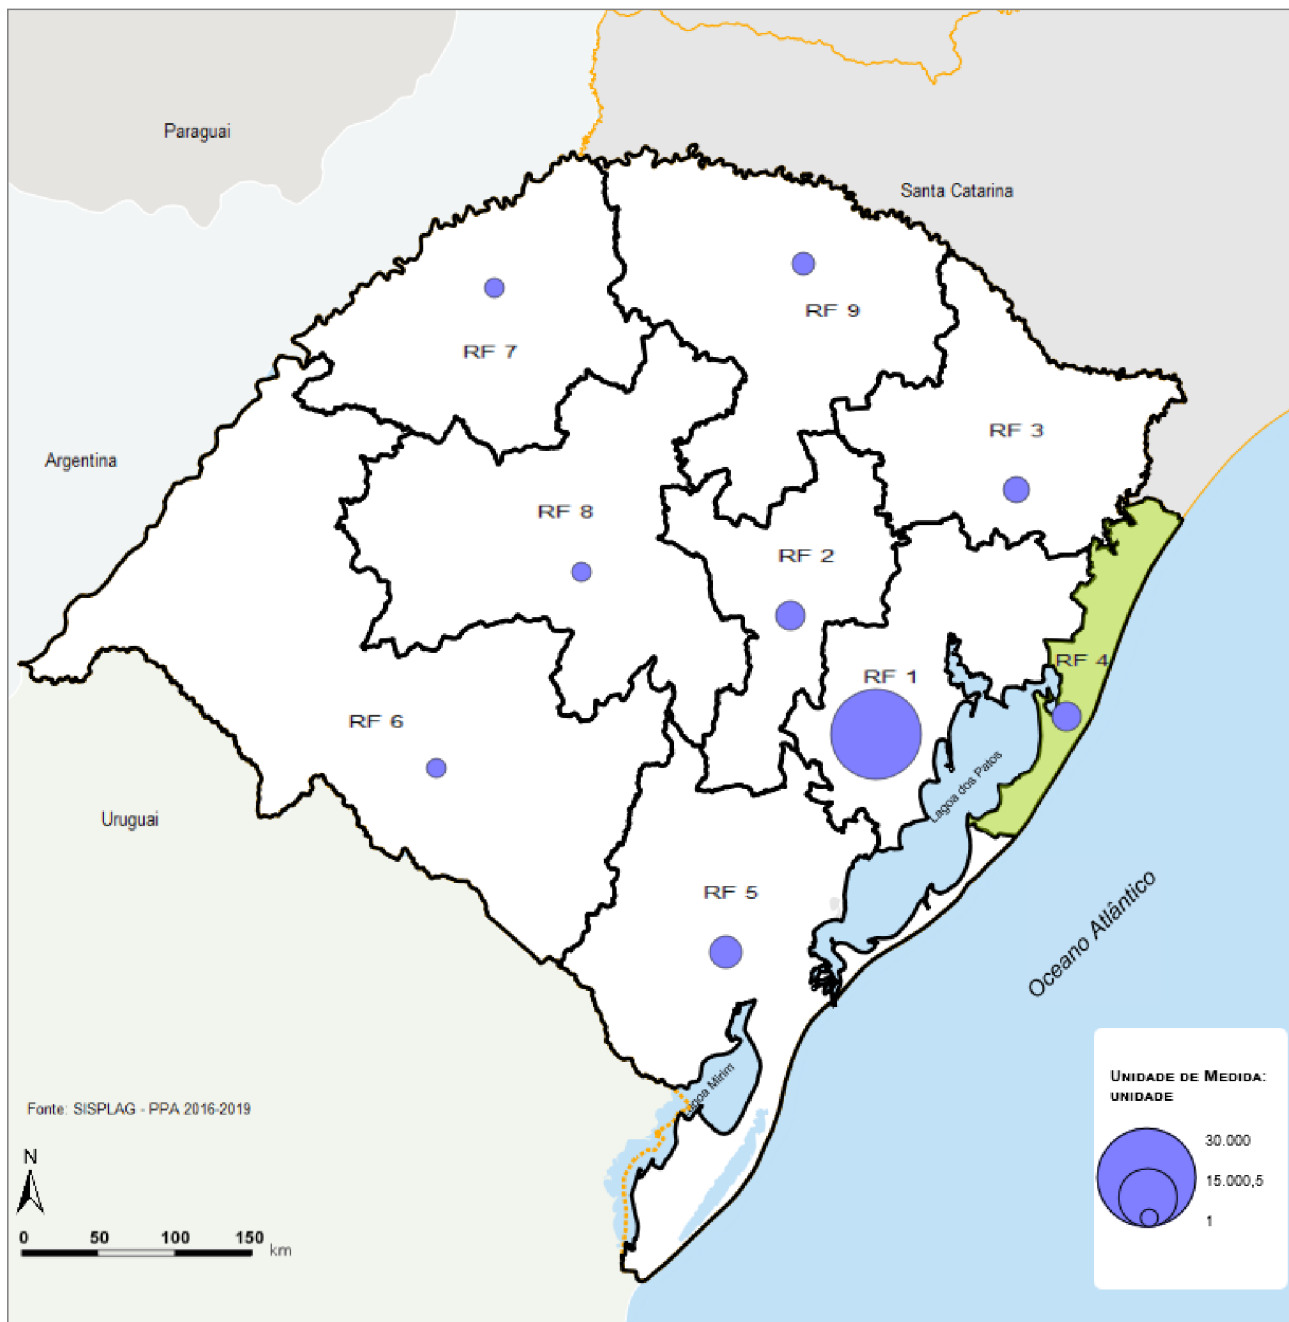 Paraguai
Santa Catarina
RF 9
RF 7
RF 3
Argentina
RF 8
RF 2
RF 4
RF 1
RF 6
Lagoa dos Patos
Uruguai
RF 5
Oceano Atlântico
Lagoa Mirim
Fonte: SISPLAG - PPA 2016-2019
N
0 50 100 150
km
UNIDADE DE MEDIDA:
UNIDADE
30.000
15.000,5
1